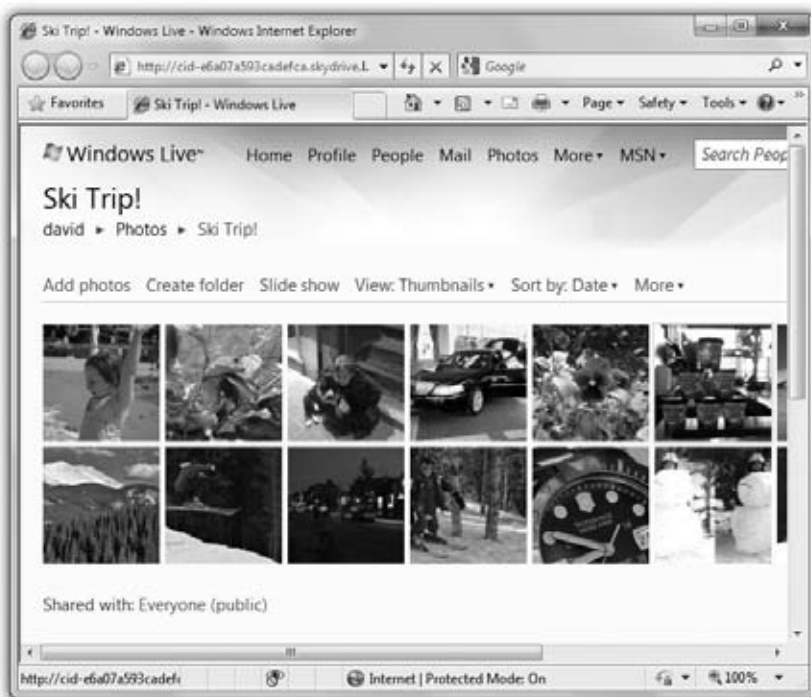 Ski Trip! - Windows Live - Windows Internet Explorer
http://cid-e6a07a593cadefca.skydrive.l. Google
Favorites Ski Trip! - Windows Live Page Safety Tools
Windows Live™ Home Profile People Mail Photos More MSN Search Peop
Ski Trip!
david ▸ Photos ▸ Ski Trip!
Add photos Create folder Slide show View: Thumbnails Sort by: Date More
Shared with: Everyone (public)
http://cid-e6a07a593cadef Internet | Protected Mode: On 100%